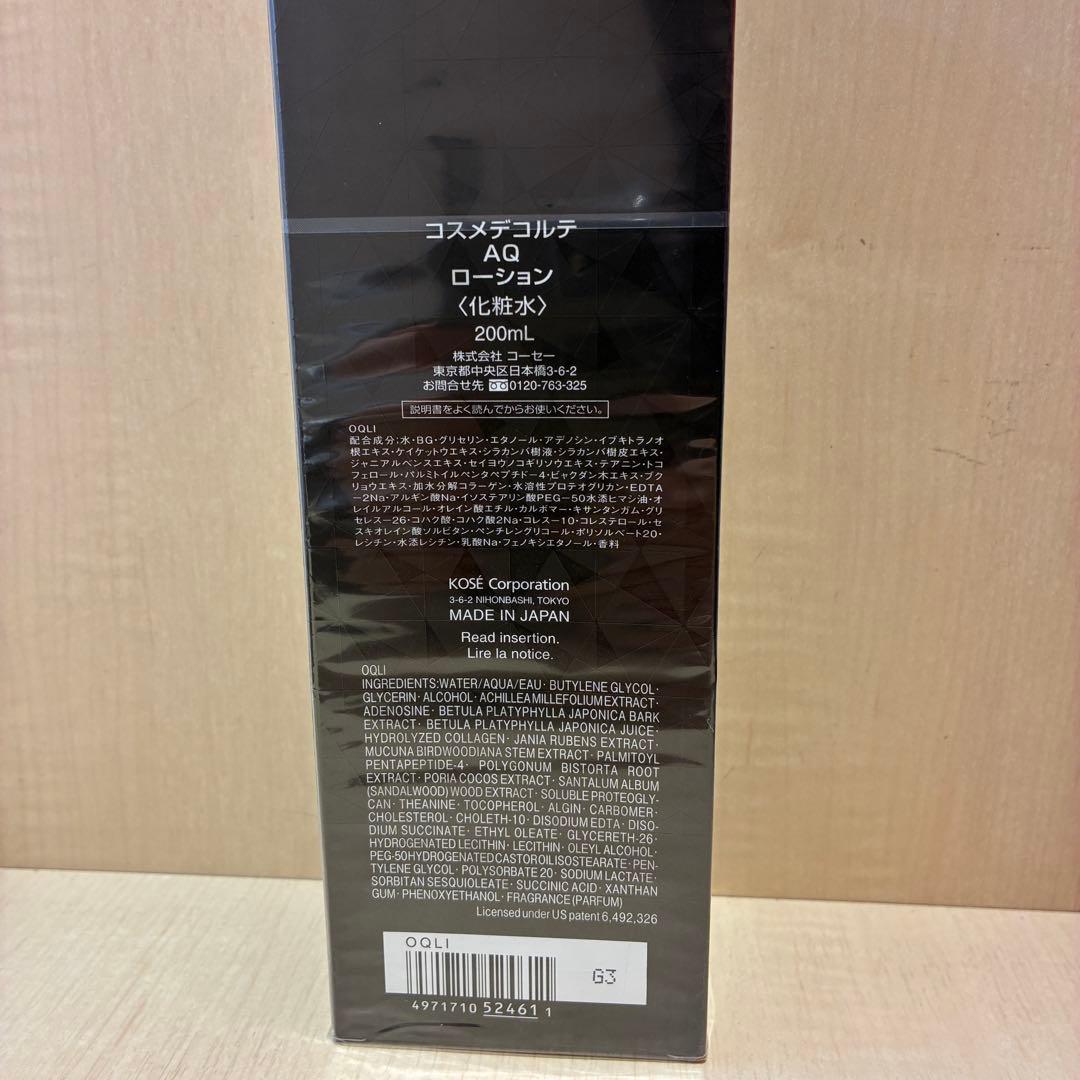 コスメデコルテ
AQ
ローション
〈化粧水〉
200mL
株式会社 コーセー
東京都中央区日本橋3-6-2
お問合せ先 0120-763-325
説明書をよく読んでからお使いください。
OQLI
配合成分:水・BG・グリセリン・エタノール・アデノシン・イブキトラノオ
根エキス・ケイケットウエキス・シラカンバ樹液・シラカンバ樹皮エキス・
ジャニアルベンスエキス・セイヨウノコギリソウエキス・テアニン・トコ
フェロール・パルミトイルペンタペプチド-4・ビャクダン木エキス・ブク
リョウエキス・加水分解コラーゲン・水溶性プロテオグリカン・EDTA
-2Na・アルギン酸Na・イソステアリン酸PEG-50水添ヒマシ油・オ
レイルアルコール・オレイン酸エチル・カルボマー・キサンタンガム・グリ
セレス-26・コハク酸・コハク酸2Na・コレス-10・コレステロール・セ
スキオレイン酸ソルビタン・ペンチレングリコール・ポリソルベート20・
レシチン・水添レシチン・乳酸Na・フェノキシエタノール・香料
KOSÉ Corporation
3-6-2 NIHONBASHI, TOKYO
MADE IN JAPAN
Read insertion.
Lire la notice.
OQLI
INGREDIENTS:WATER/AQUA/EAU・BUTYLENE GLYCOL・
GLYCERIN・ALCOHOL・ACHILLEA MILLEFOLIUM EXTRACT・
ADENOSINE・BETULA PLATYPHYLLA JAPONICA BARK
EXTRACT・BETULA PLATYPHYLLA JAPONICA JUICE・
HYDROLYZED COLLAGEN・JANIA RUBENS EXTRACT・
MUCUNA BIRDWOODIANA STEM EXTRACT・PALMITOYL
PENTAPEPTIDE-4・POLYGONUM BISTORTA ROOT
EXTRACT・PORIA COCOS EXTRACT・SANTALUM ALBUM
(SANDALWOOD) WOOD EXTRACT・SOLUBLE PROTEOGLY-
CAN・THEANINE・TOCOPHEROL・ALGIN・CARBOMER・
CHOLESTEROL・CHOLETH-10・DISODIUM EDTA・DISO-
DIUM SUCCINATE・ETHYL OLEATE・GLYCERETH-26・
HYDROGENATED LECITHIN・LECITHIN・OLEYL ALCOHOL・
PEG-50HYDROGENATED CASTOR OIL ISOSTEARATE・PEN-
TYLENE GLYCOL・POLYSORBATE 20・SODIUM LACTATE・
SORBITAN SESQUIOLEATE・SUCCINIC ACID・XANTHAN
GUM・PHENOXYETHANOL・FRAGRANCE (PARFUM)
Licensed under US patent 6,492,326
OQLI
G3
4971710 524611